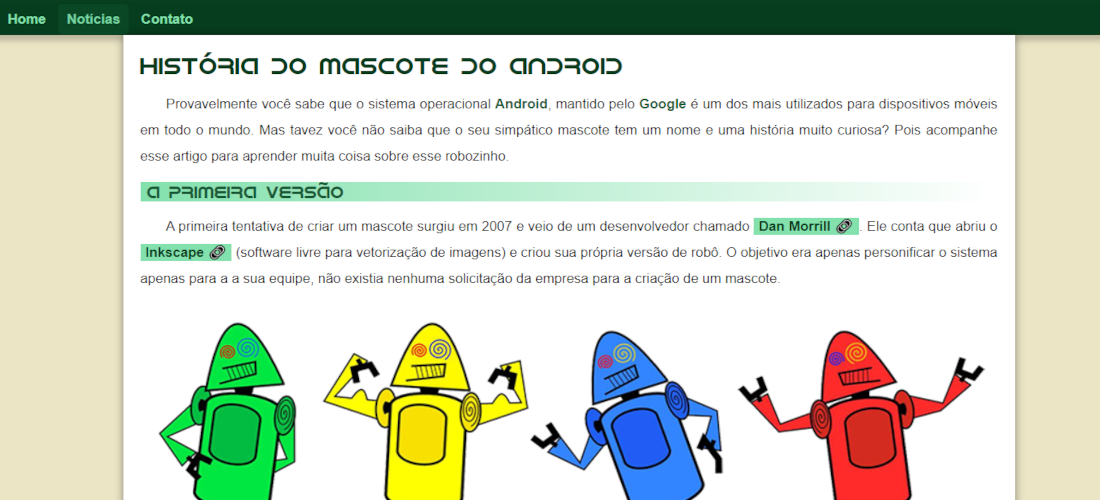 Home Notícias Contato
HISTÓRIA DO MASCOTE DO ANDROID
Provavelmente você sabe que o sistema operacional Android, mantido pelo Google é um dos mais utilizados para dispositivos móveis
em todo o mundo. Mas tavez você não saiba que o seu simpático mascote tem um nome e uma história muito curiosa? Pois acompanhe
esse artigo para aprender muita coisa sobre esse robozinho.
A PRIMEIRA VERSÃO
A primeira tentativa de criar um mascote surgiu em 2007 e veio de um desenvolvedor chamado Dan Morrill. Ele conta que abriu o
Inkscape (software livre para vetorização de imagens) e criou sua própria versão de robô. O objetivo era apenas personificar o sistema
apenas para a a sua equipe, não existia nenhuma solicitação da empresa para a criação de um mascote.